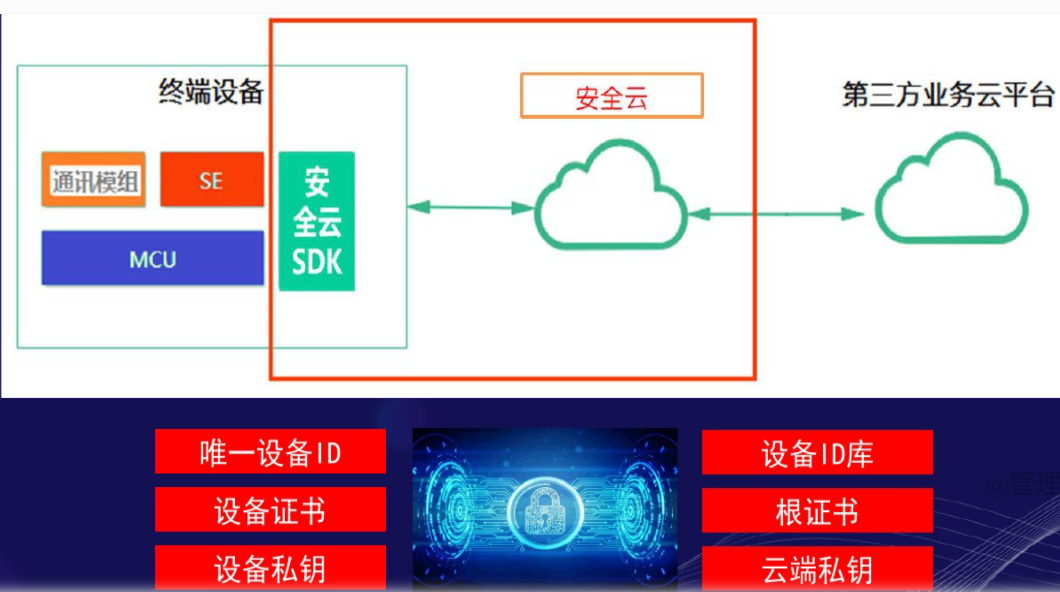 终端设备
安全云
第三方业务云平台
通讯模组
SE
MCU
安
全云
SDK
唯一设备ID
设备证书
设备私钥
设备ID库
根证书
云端私钥
@管理